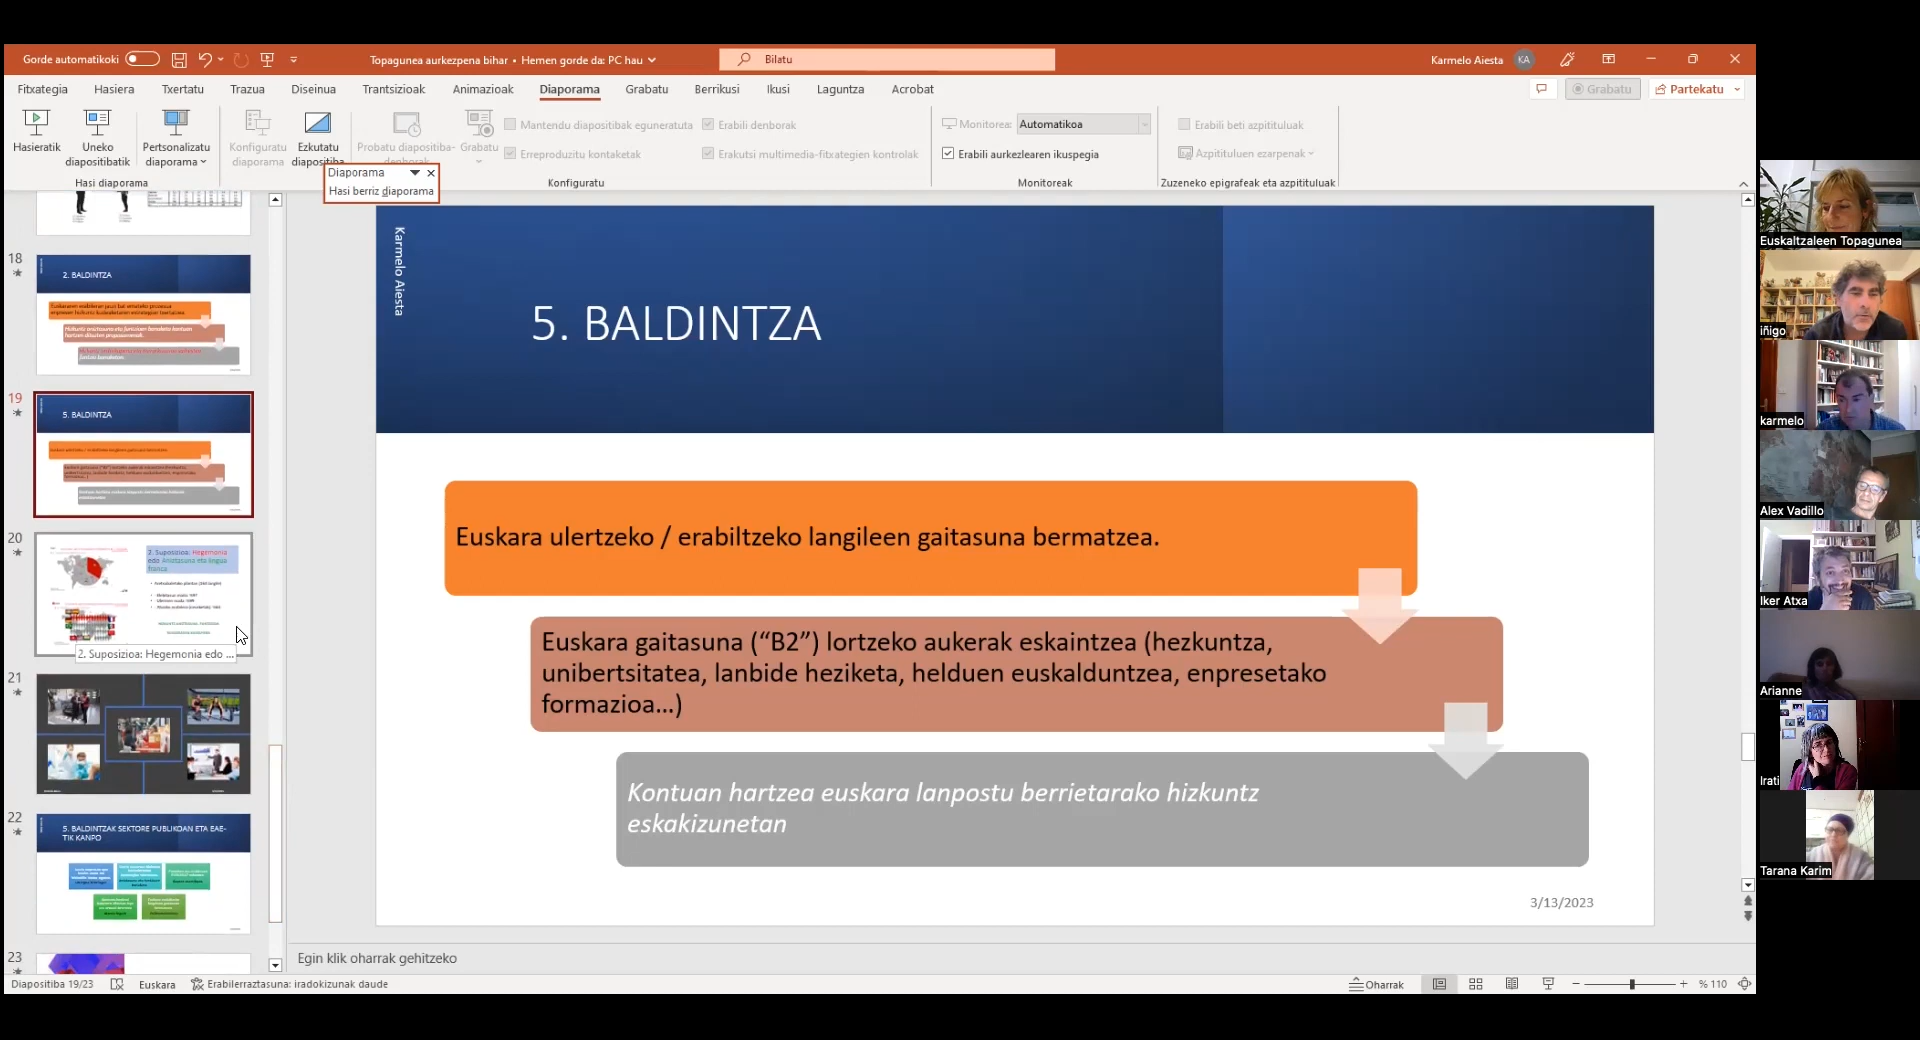 Gorde automatikoki
Topagunea aurkezpena bihar • Hemen gorde da: PC hau
Bilatu
Karmelo Aiesta
KA
Fitxategia
Hasiera
Txertatu
Trazua
Diseinua
Trantsizioak
Animazioak
Diaporama
Grabatu
Berrikusi
Ikusi
Laguntza
Acrobat
Grabatu
Partekatu
Hasieratik
Uneko
diapositibatik
Pertsonalizatu
diaporama
Hasi diaporama
Konfiguratu
diaporama
Ezkutatu
diapositiba
Probatu diapositiba-
denborak
Grabatu
Mantendu diapositibak eguneratuta
Erreproduzitu kontaketak
Erabili denborak
Erakutsi multimedia-fitxategien kontrolak
Konfiguratu
Monitorea:
Automatikoa
Erabili aurkezlearen ikuspegia
Monitoreak
Erabili beti azpitituluak
Azpitituluen ezarpenak
Zuzeneko epigrafeak eta azpitituluak
Diaporama
Hasi berriz diaporama
18
2. BALDINTZA
19
5. BALDINTZA
20
2. Suposizioa: Hegemonia
edo Aniztasuna eta lingua
franca
2. Suposizioa: Hegemonia edo ...
21
22
5. BALDINTZAK SEKTORE PUBLIKOAN ETA EAE-
TIK KANPO
23
Karmelo Aiesta
5. BALDINTZA
Euskara ulertzeko / erabiltzeko langileen gaitasuna bermatzea.
Euskara gaitasuna (“B2”) lortzeko aukerak eskaintzea (hezkuntza,
unibertsitatea, lanbide heziketa, helduen euskalduntzea, enpresetako
formazioa...)
Kontuan hartzea euskara lanpostu berrietarako hizkuntz
eskakizunetan
3/13/2023
Egin klik oharrak gehitzeko
Diapositiba 19/23
Euskara
Erabilerraztasuna: iradokizunak daude
Oharrak
% 110
Euskaltzaleen Topagunea
iñigo
karmelo
Alex Vadillo
Iker Atxa
Arianne
Irati
Tarana Karim